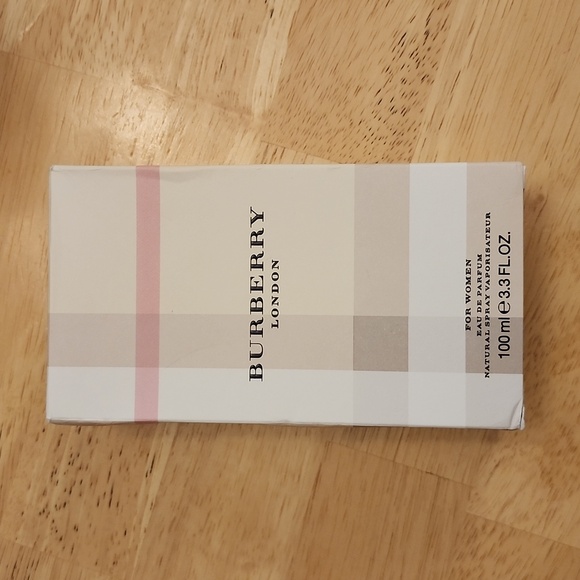 BURBERRY
LONDON
FOR WOMEN
EAU DE PARFUM
NATURAL SPRAY VAPORISATEUR
100 ml ℮ 3.3 FL.OZ.